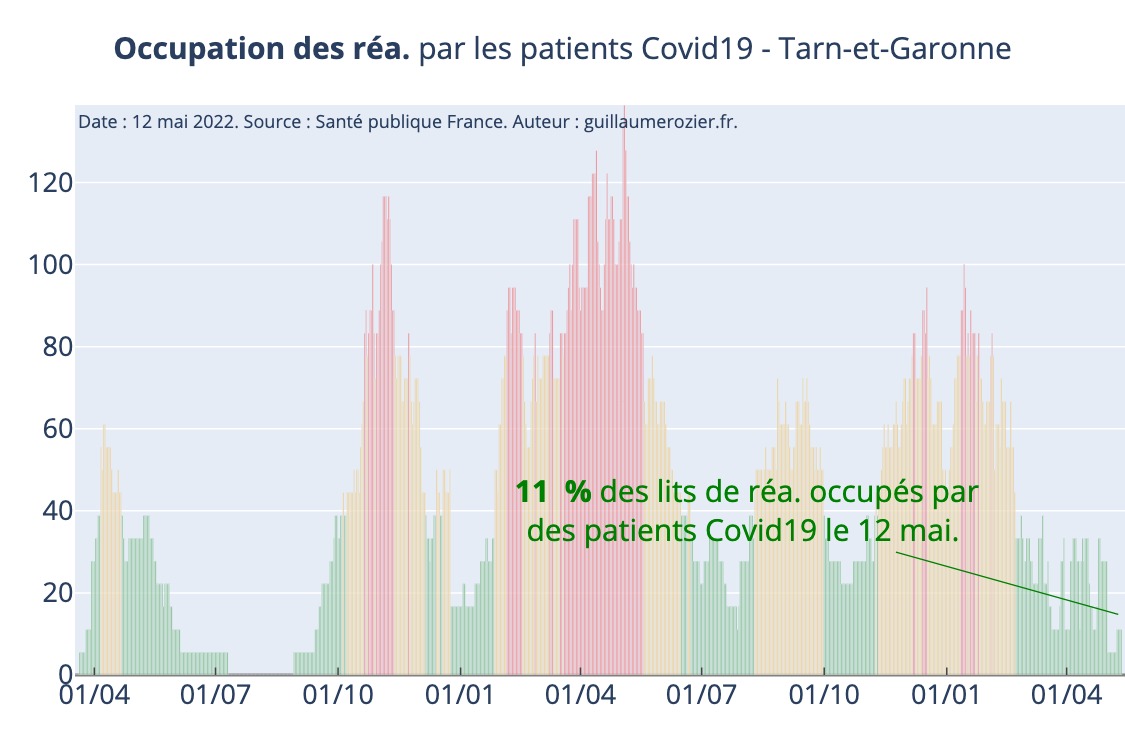 Occupation des réa. par les patients Covid19 - Tarn-et-Garonne
Date : 12 mai 2022. Source : Santé publique France. Auteur : guillaumerozier.fr.
120
100
80
60
40
20
0
11 % des lits de réa. occupés par
des patients Covid19 le 12 mai.
01/04 01/07 01/10 01/01 01/04 01/07 01/10 01/01 01/04